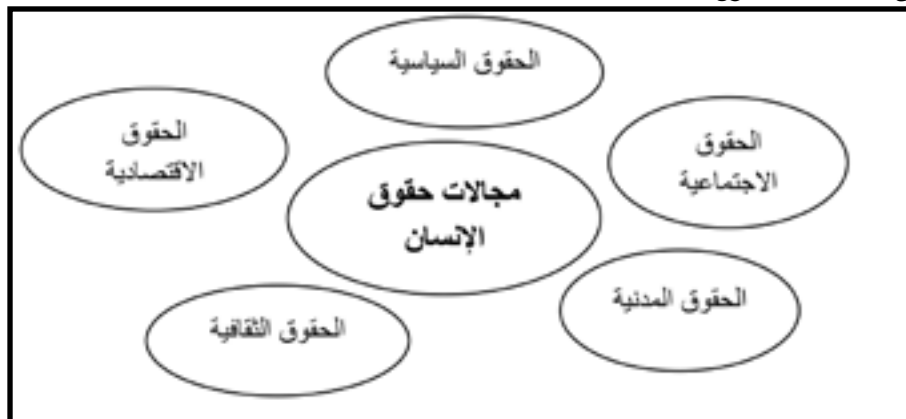 الحقوق السياسية
الحقوق
الاجتماعية
الحقوق
الاقتصادية
مجالات حقوق
الإنسان
الحقوق المدنية
الحقوق الثقافية